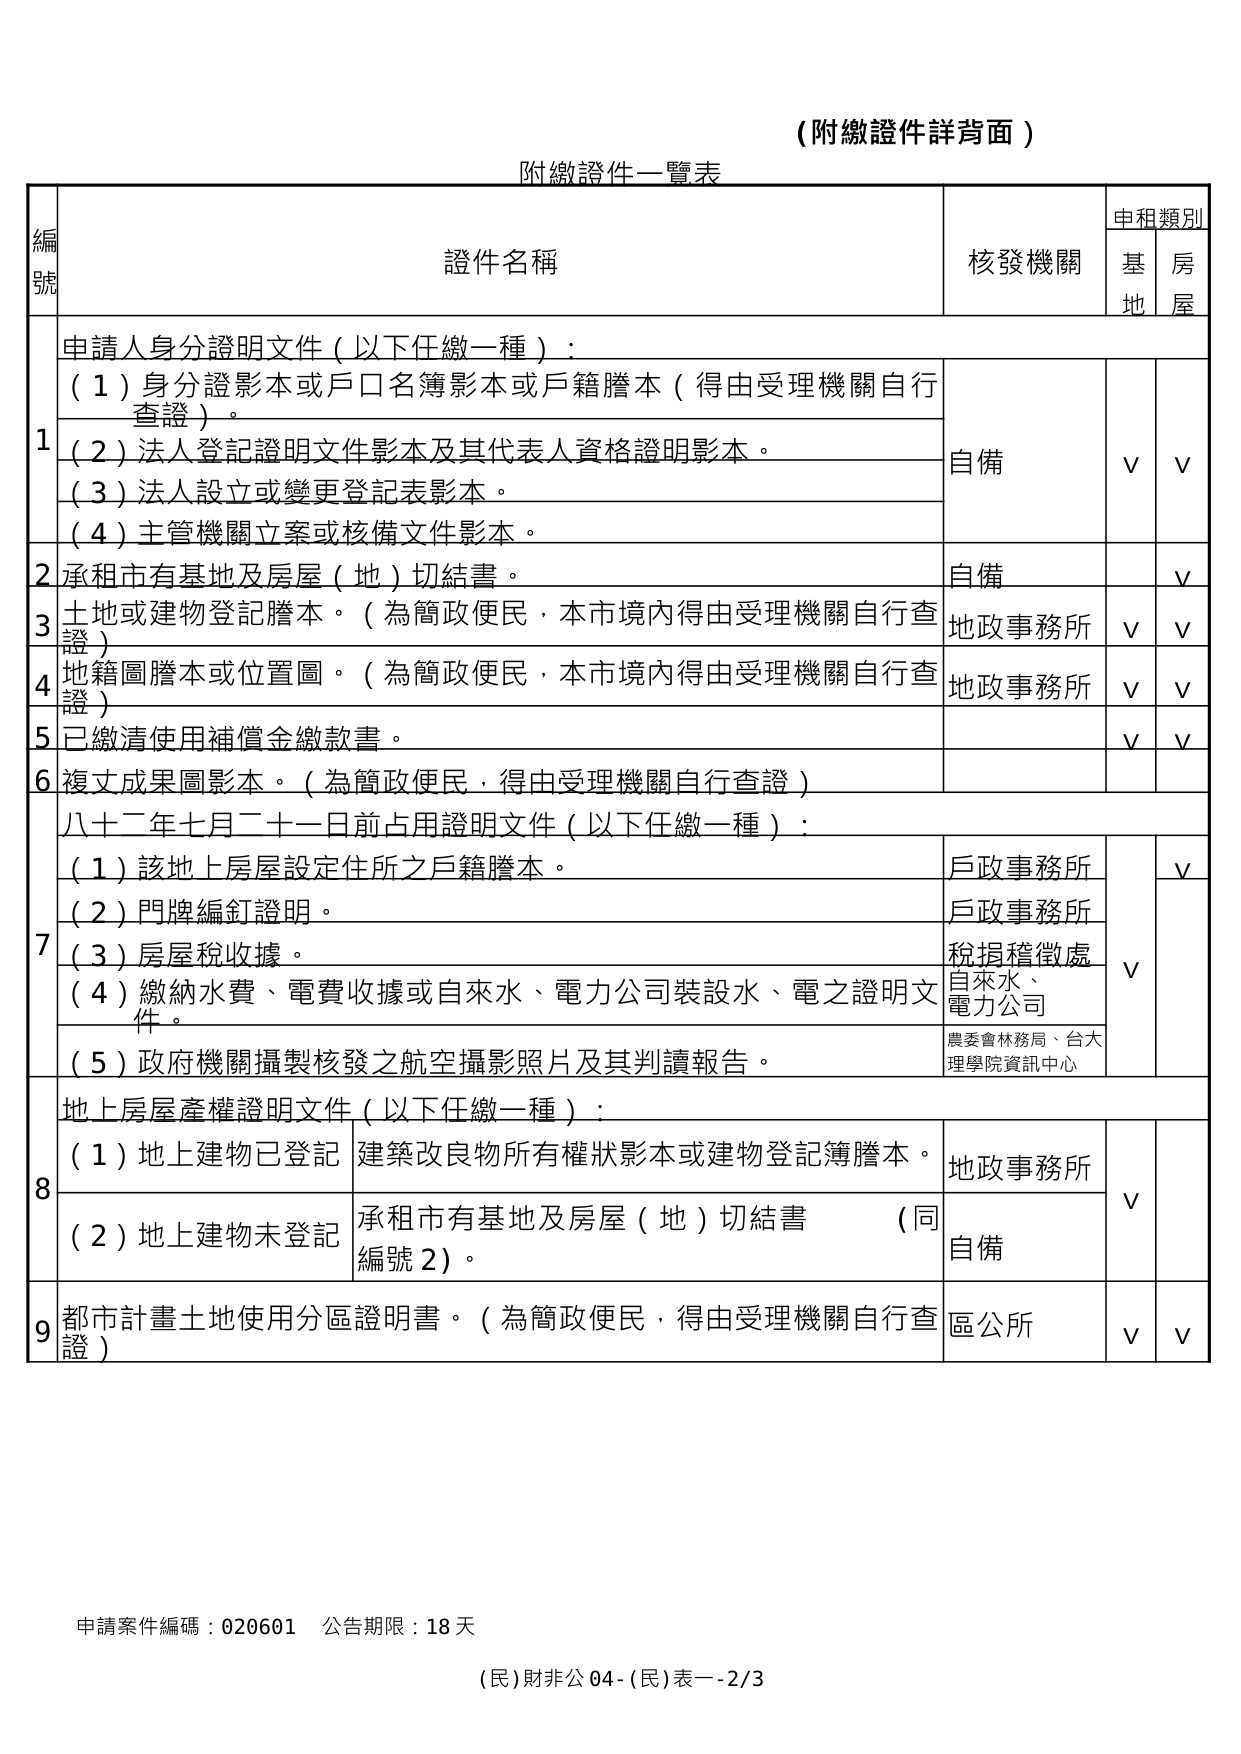 (附繳證件詳背面)
附繳證件一覽表
編號 證件名稱 核發機關 申租類別
基地 房屋
1 申請人身分證明文件(以下任繳一種):
(1)身分證影本或戶口名簿影本或戶籍謄本(得由受理機關自行
查證)。
自備 v v
(2)法人登記證明文件影本及其代表人資格證明影本。
(3)法人設立或變更登記表影本。
(4)主管機關立案或核備文件影本。
2 承租市有基地及房屋(地)切結書。 自備 v
3 土地或建物登記謄本。(為簡政便民,本市境內得由受理機關自行查
證) 地政事務所 v v
4 地籍圖謄本或位置圖。(為簡政便民,本市境內得由受理機關自行查
證) 地政事務所 v v
5 已繳清使用補償金繳款書。 v v
6 複丈成果圖影本。(為簡政便民,得由受理機關自行查證)
7 八十二年七月二十一日前占用證明文件(以下任繳一種):
(1)該地上房屋設定住所之戶籍謄本。 戶政事務所 v v
(2)門牌編釘證明。 戶政事務所
(3)房屋稅收據。 稅捐稽徵處
(4)繳納水費、電費收據或自來水、電力公司裝設水、電之證明文
件。
自來水、
電力公司
(5)政府機關攝製核發之航空攝影照片及其判讀報告。
農委會林務局、台大
理學院資訊中心
8 地上房屋產權證明文件(以下任繳一種):
(1)地上建物已登記 建築改良物所有權狀影本或建物登記簿謄本。 地政事務所 v
(2)地上建物未登記 承租市有基地及房屋(地)切結書 (同
編號2)。 自備
9 都市計畫土地使用分區證明書。(為簡政便民,得由受理機關自行查
證) 區公所 v v
申請案件編碼:020601 公告期限:18天
(民)財非公04-(民)表一-2/3